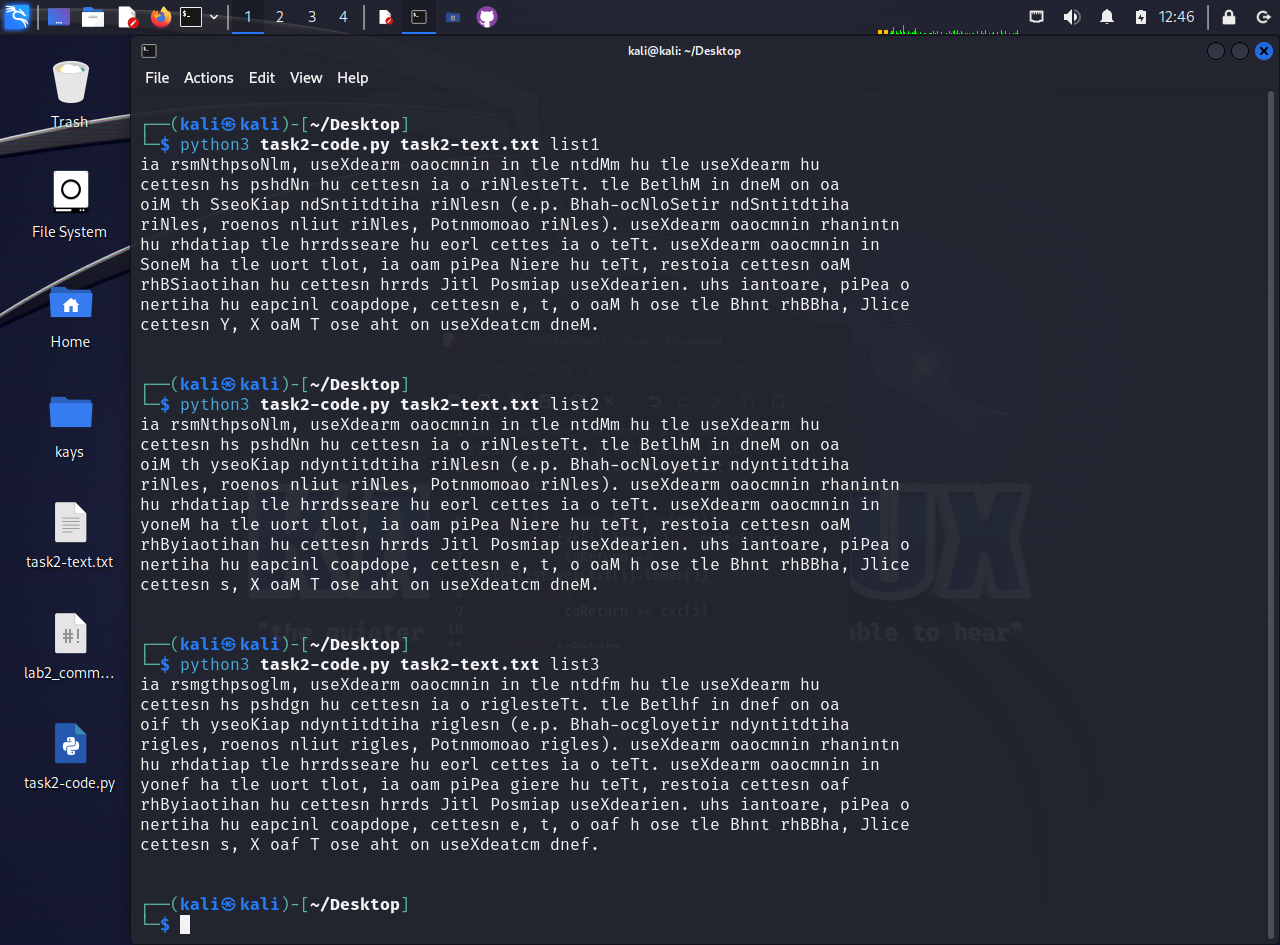 1 2 3 4 12:46
kali@kali: ~/Desktop
File Actions Edit View Help
Trash
File System
Home
kays
task2-text.txt
lab2_comm...
task2-code.py
┌──(kali㉿kali)-[~/Desktop]
└─$ python3 task2-code.py task2-text.txt list1
ia rsmNthpsoNlm, useXdearm oaocmnin in tle ntdMm hu tle useXdearm hu
cettesn hs pshdNn hu cettesn ia o riNlesteTt. tle BetlhM in dneM on oa
oiM th SseoKiap ndSntitdtiha riNlesn (e.p. Bhah-ocNloSetir ndSntitdtiha
riNles, roenos nliut riNles, Potnmomoao riNles). useXdearm oaocmnin rhanintn
hu rhdatiap tle hrrdsseare hu eorl cettes ia o teTt. useXdearm oaocmnin in
SoneM ha tle uort tlot, ia oam piPea Niere hu teTt, restoia cettesn oaM
rhBSiaotihan hu cettesn hrrds Jitl Posmiap useXdearien. uhs iantoare, piPea o
nertiha hu eapcinl coapdope, cettesn e, t, o oaM h ose tle Bhnt rhBBha, Jlice
cettesn Y, X oaM T ose aht on useXdeatcm dneM.
┌──(kali㉿kali)-[~/Desktop]
└─$ python3 task2-code.py task2-text.txt list2
ia rsmNthpsoNlm, useXdearm oaocmnin in tle ntdMm hu tle useXdearm hu
cettesn hs pshdNn hu cettesn ia o riNlesteTt. tle BetlhM in dneM on oa
oiM th yseoKiap ndyntitdtiha riNlesn (e.p. Bhah-ocNloyetir ndyntitdtiha
riNles, roenos nliut riNles, Potnmomoao riNles). useXdearm oaocmnin rhanintn
hu rhdatiap tle hrrdsseare hu eorl cettes ia o teTt. useXdearm oaocmnin in
yoneM ha tle uort tlot, ia oam piPea Niere hu teTt, restoia cettesn oaM
rhByiaotihan hu cettesn hrrds Jitl Posmiap useXdearien. uhs iantoare, piPea o
nertiha hu eapcinl coapdope, cettesn e, t, o oaM h ose tle Bhnt rhBBha, Jlice
cettesn s, X oaM T ose aht on useXdeatcm dneM.
┌──(kali㉿kali)-[~/Desktop]
└─$ python3 task2-code.py task2-text.txt list3
ia rsmgthpsoglm, useXdearm oaocmnin in tle ntdfm hu tle useXdearm hu
cettesn hs pshdgn hu cettesn ia o riglesteTt. tle Betlhf in dnef on oa
oif th yseoKiap ndyntitdtiha riglesn (e.p. Bhah-ocgloyetir ndyntitdtiha
rigles, roenos nliut rigles, Potnmomoao rigles). useXdearm oaocmnin rhanintn
hu rhdatiap tle hrrdsseare hu eorl cettes ia o teTt. useXdearm oaocmnin in
yonef ha tle uort tlot, ia oam piPea giere hu teTt, restoia cettesn oaf
rhByiaotihan hu cettesn hrrds Jitl Posmiap useXdearien. uhs iantoare, piPea o
nertiha hu eapcinl coapdope, cettesn e, t, o oaf h ose tle Bhnt rhBBha, Jlice
cettesn s, X oaf T ose aht on useXdeatcm dnef.
┌──(kali㉿kali)-[~/Desktop]
└─$